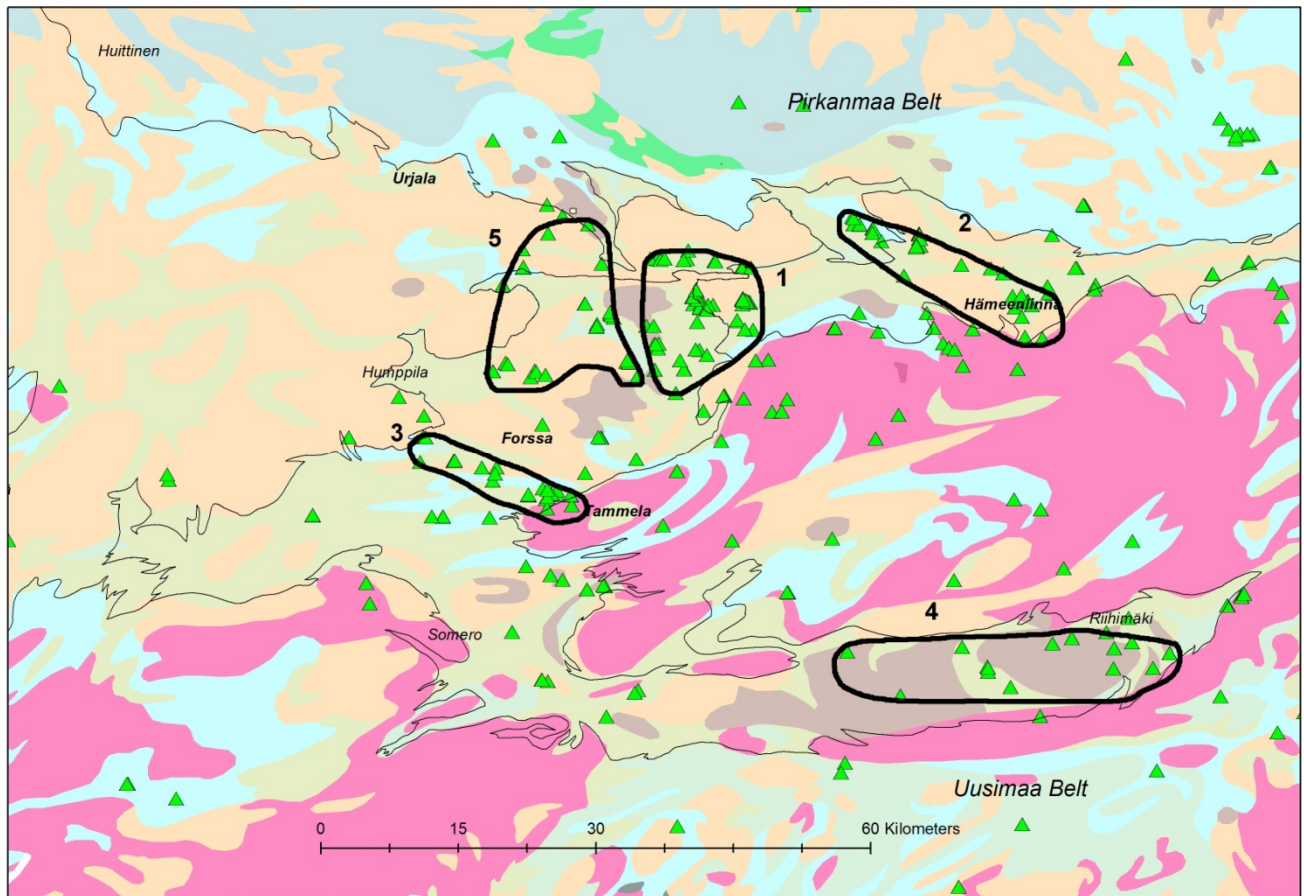 Huittinen
Pirkanmaa Belt
Urjala
2
5
1
Hämeenlinna
Humppila
3
Forssa
Tammela
4
Riihimäki
Somero
Uusimaa Belt
0 15 30 60 Kilometers